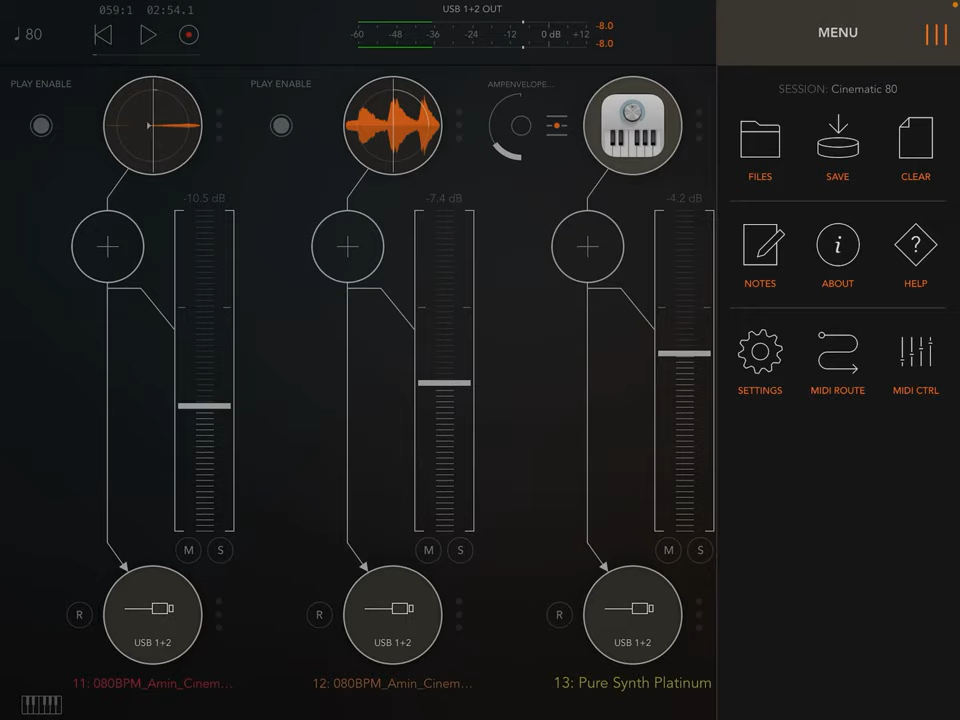 059:1 02:54.1
USB 1+2 OUT
MENU
♩80
-60 -48 -36 -24 -12 0 dB +12
-8.0
-8.0
PLAY ENABLE
PLAY ENABLE
AMPENVELOPE...
SESSION: Cinematic 80
FILES
SAVE
CLEAR
-10.5 dB
-7.4 dB
-4.2 dB
NOTES
ABOUT
HELP
SETTINGS
MIDI ROUTE
MIDI CTRL
M S
M S
M S
R
USB 1+2
R
USB 1+2
R
USB 1+2
11: 080BPM_Amin_Cinem...
12: 080BPM_Amin_Cinem...
13: Pure Synth Platinum